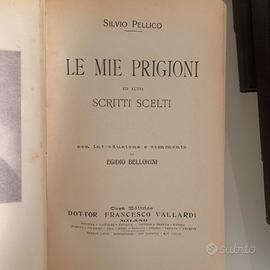 SILVIO PELLICO
LE MIE PRIGIONI
ED ALTRI
SCRITTI SCELTI
con introduzione e commento
DI
EGIDIO BELLORINI
Casa Editrice
DOTTOR FRANCESCO VALLARDI
MILANO
subito